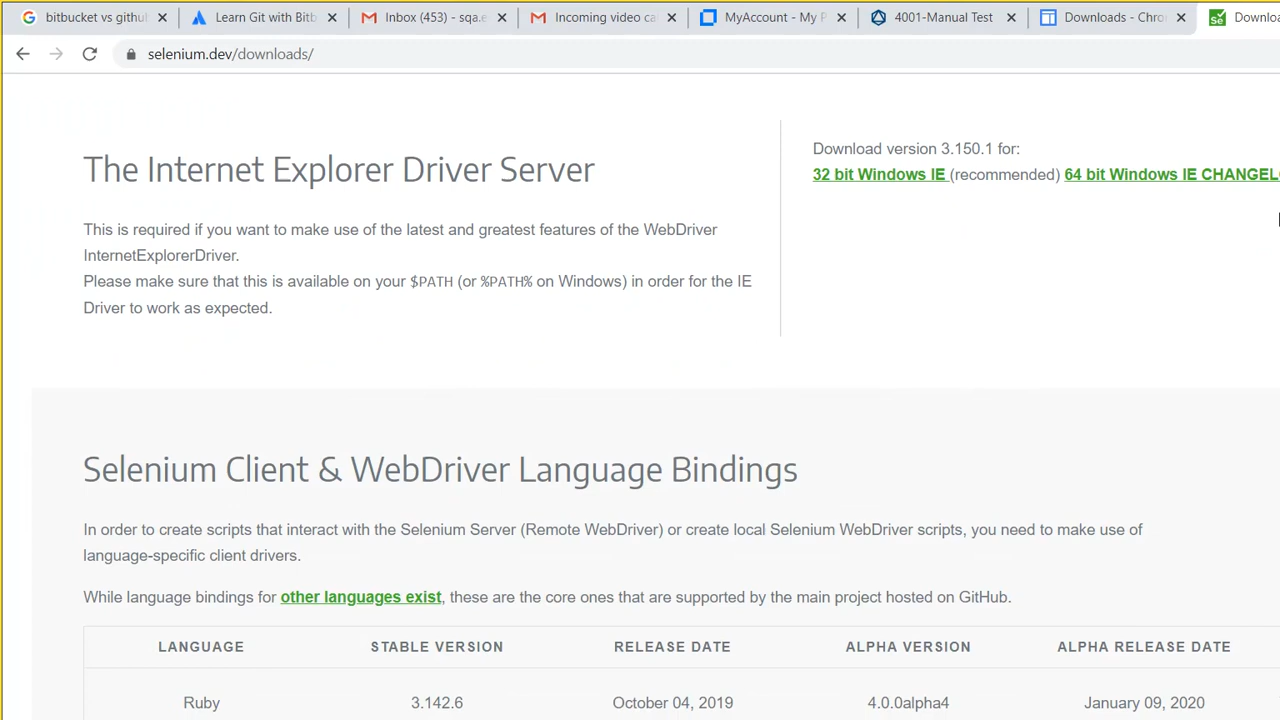 bitbucket vs githu
Learn Git with Bitb
Inbox (453) - sqa.e
Incoming video ca
MyAccount - My P
4001-Manual Test
Downloads - Chro
Downloa
selenium.dev/downloads/
The Internet Explorer Driver Server
This is required if you want to make use of the latest and greatest features of the WebDriver
InternetExplorerDriver.
Please make sure that this is available on your $PATH (or %PATH% on Windows) in order for the IE
Driver to work as expected.
Download version 3.150.1 for:
32 bit Windows IE (recommended) 64 bit Windows IE CHANGELO
Selenium Client & WebDriver Language Bindings
In order to create scripts that interact with the Selenium Server (Remote WebDriver) or create local Selenium WebDriver scripts, you need to make use of
language-specific client drivers.
While language bindings for other languages exist, these are the core ones that are supported by the main project hosted on GitHub.
LANGUAGE STABLE VERSION RELEASE DATE ALPHA VERSION ALPHA RELEASE DATE
Ruby 3.142.6 October 04, 2019 4.0.0alpha4 January 09, 2020